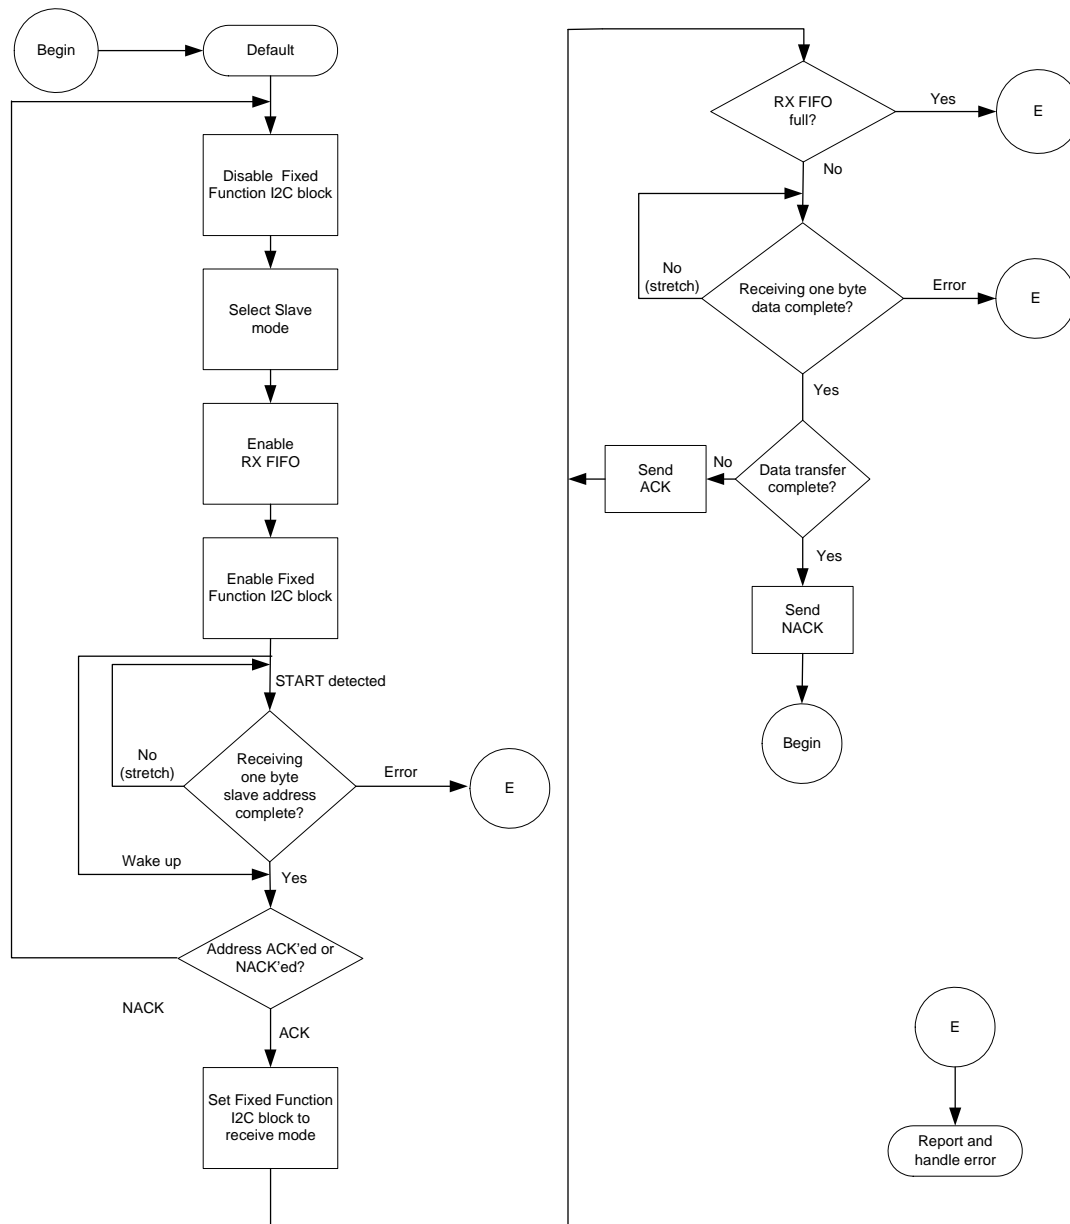 Begin
Default
Disable Fixed
Function I2C block
Select Slave
mode
Enable
RX FIFO
Enable Fixed
Function I2C block
START detected
No
(stretch)
Receiving
one byte
slave address
complete?
Error
E
Wake up
Yes
Address ACK'ed or
NACK'ed?
NACK
ACK
Set Fixed Function
I2C block to
receive mode
RX FIFO
full?
Yes
E
No
No
(stretch)
Receiving one byte
data complete?
Error
E
Yes
Send
ACK
No
Data transfer
complete?
Yes
Send
NACK
Begin
E
Report and
handle error